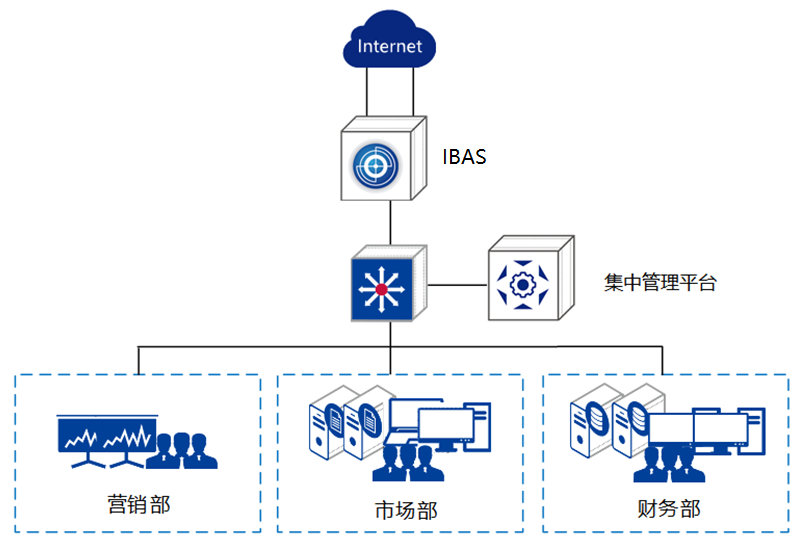 Internet
IBAS
集中管理平台
营销部
市场部
财务部